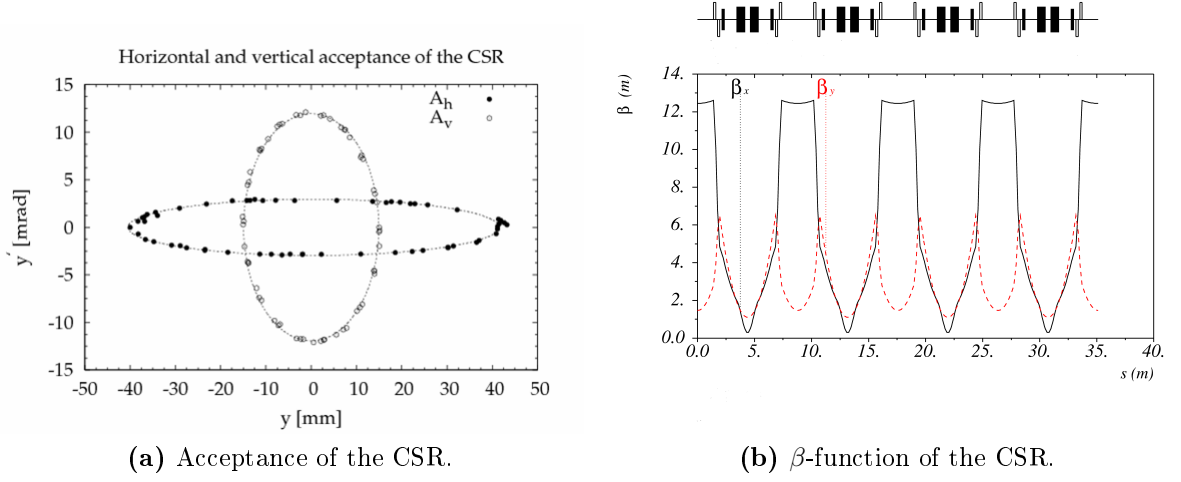 Horizontal and vertical acceptance of the CSR
A_h
A_v
15
10
5
0
-5
-10
-15
y´ [mrad]
-50 -40 -30 -20 -10 0 10 20 30 40 50
y [mm]
(a) Acceptance of the CSR.
β (m)
β_x
β_y
14.
12.
10.
8.
6.
4.
2.
0.0
0.0 5. 10. 15. 20. 25. 30. 35. 40.
s (m)
(b) β-function of the CSR.